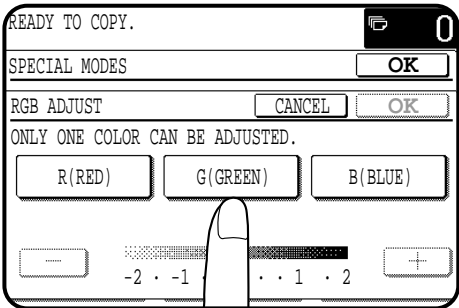 READY TO COPY.
0
SPECIAL MODES
OK
RGB ADJUST
CANCEL
OK
ONLY ONE COLOR CAN BE ADJUSTED.
R(RED)
G(GREEN)
B(BLUE)
-2 · -1 · · · 1 · 2